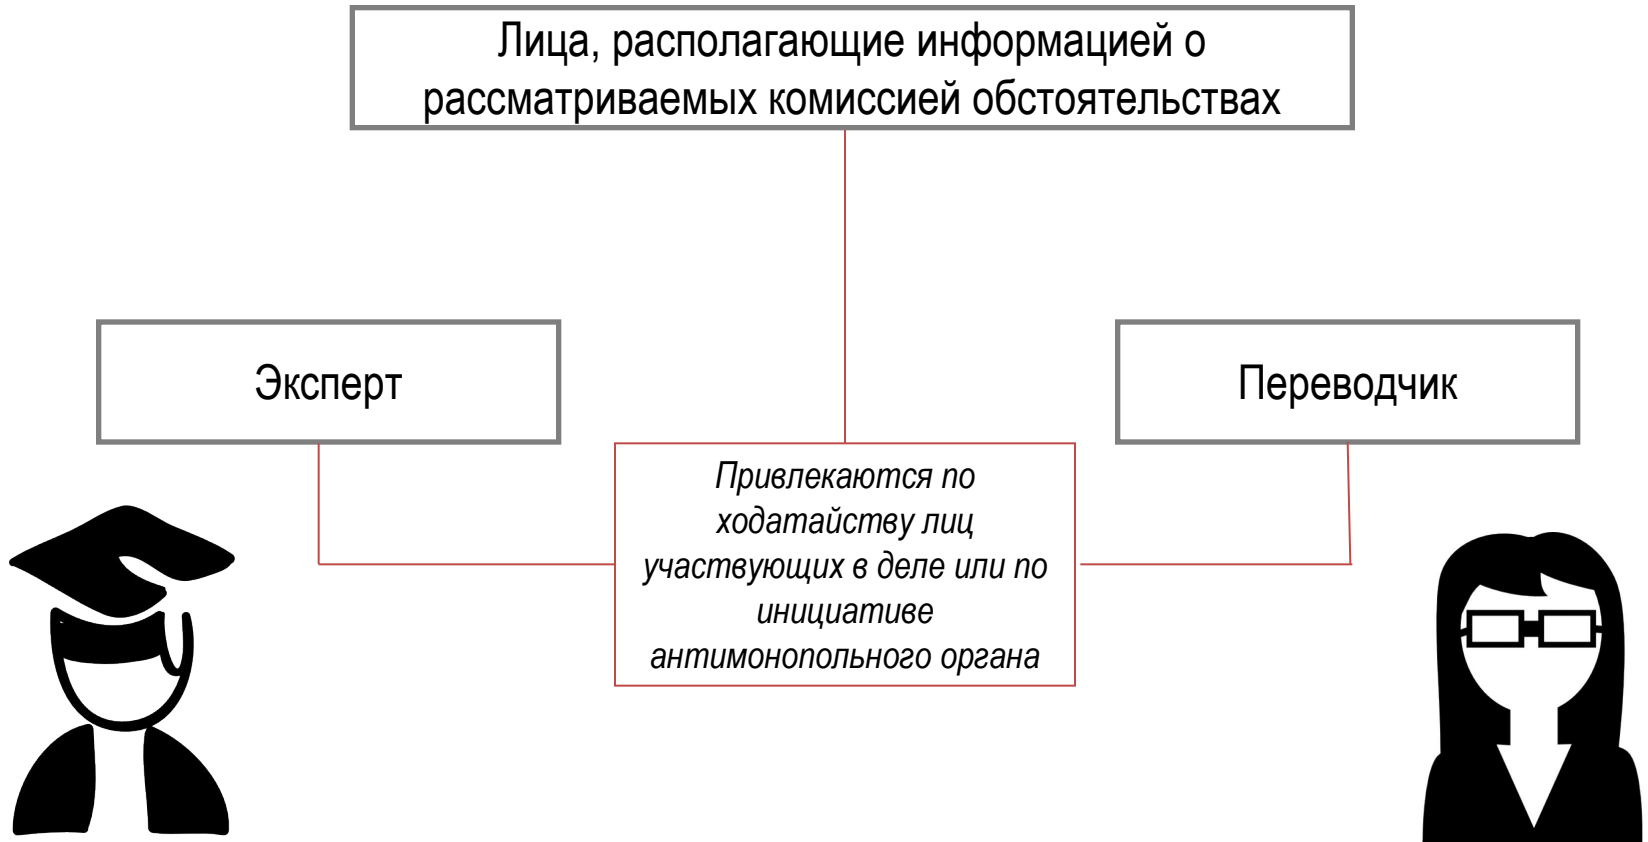 Лица, располагающие информацией о
рассматриваемых комиссией обстоятельствах
Эксперт
Переводчик
Привлекаются по
ходатайству лиц
участвующих в деле или по
инициативе
антимонопольного органа